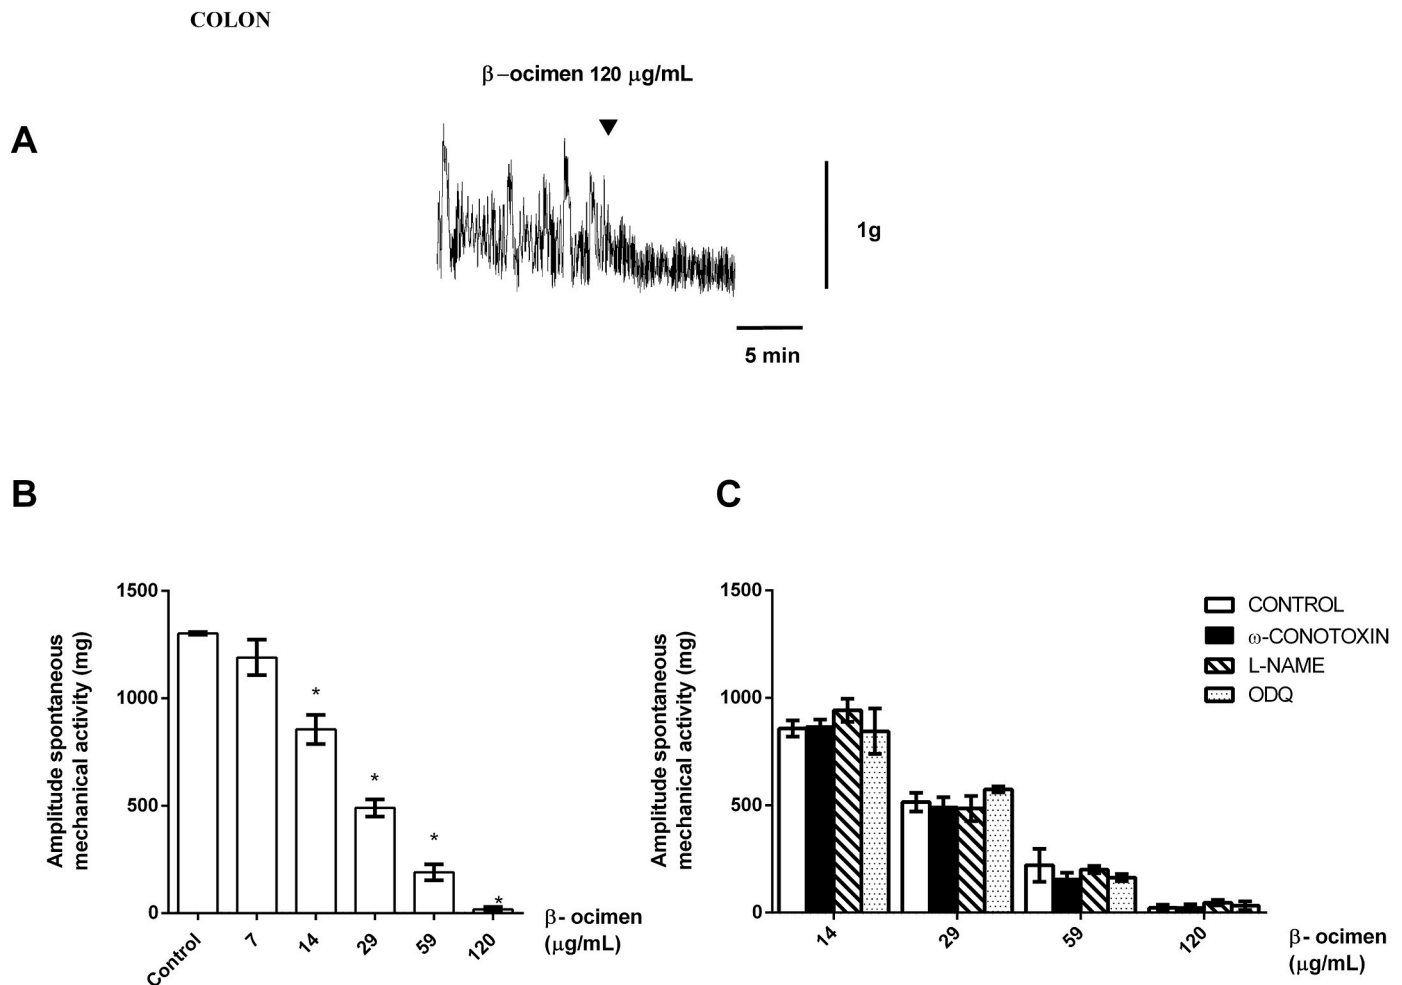 COLON
β–ocimen 120 μg/mL
A
1g
5 min
B
C
1500
1000
500
0
Amplitude spontaneous
mechanical activity (mg)
Control
7
14
29
59
120
β- ocimen
(μg/mL)
*
*
*
*
*
1500
1000
500
0
Amplitude spontaneous
mechanical activity (mg)
CONTROL
ω-CONOTOXIN
L-NAME
ODQ
14
29
59
120
β- ocimen
(μg/mL)